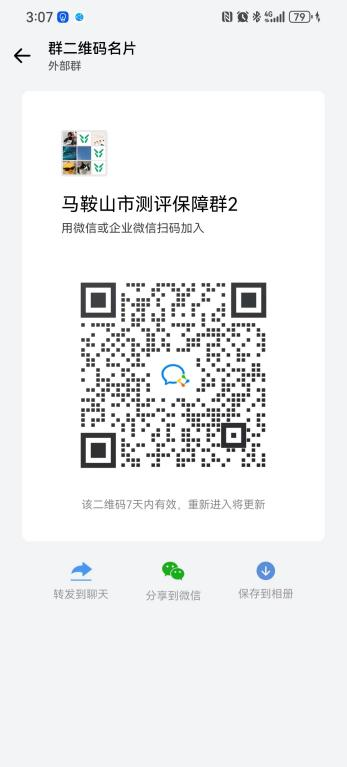 3:07
4G
79
群二维码名片
外部群
马鞍山市测评保障群2
用微信或企业微信扫码加入
该二维码7天内有效，重新进入将更新
转发到聊天
分享到微信
保存到相册